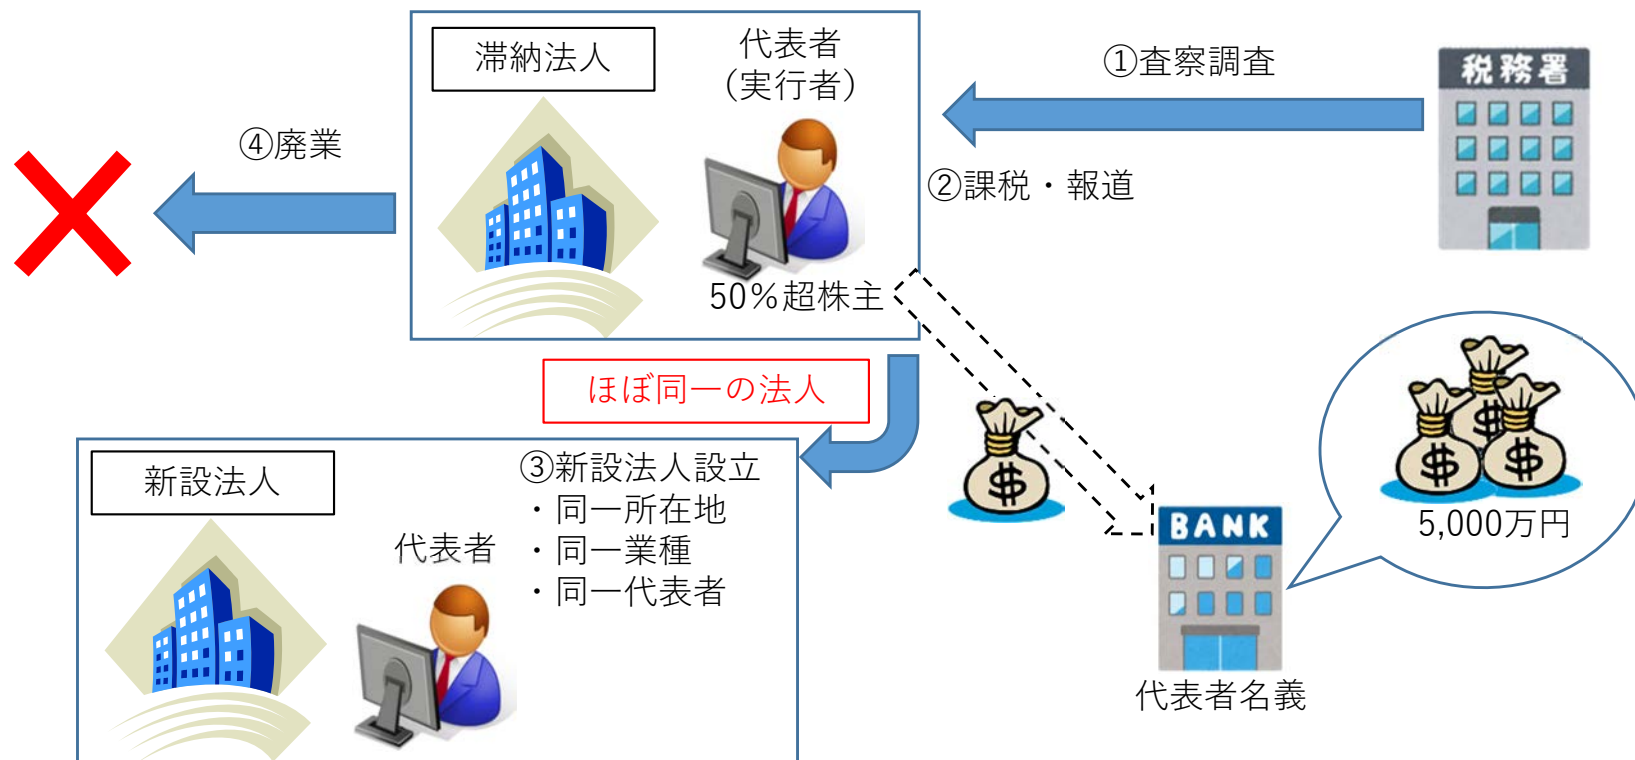 滞納法人
代表者
（実行者）
①査察調査
税務署
④廃業
②課税・報道
50％超株主
ほぼ同一の法人
新設法人
③新設法人設立
・同一所在地
・同一業種
・同一代表者
代表者
BANK
5,000万円
代表者名義